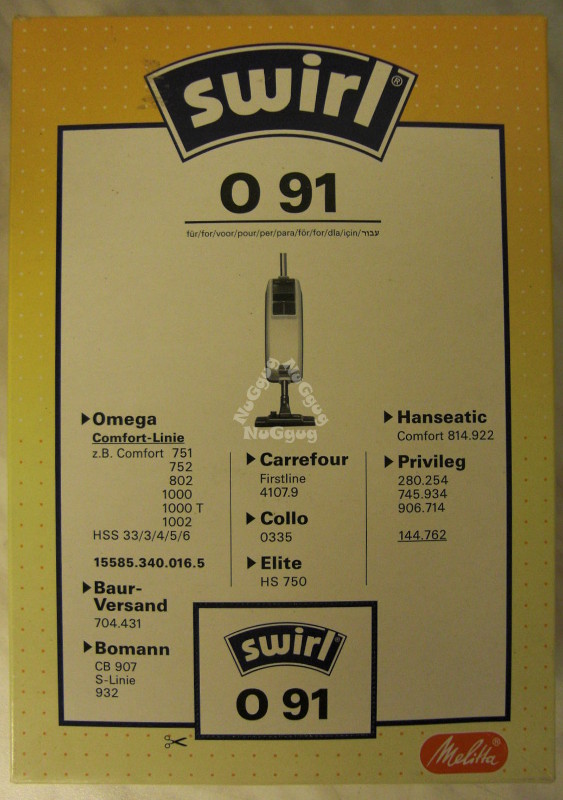 swirl®
O 91
für/for/voor/pour/per/para/för/for/dla/için/עבור
NuGgug
NuGgug
NuGgug
Omega
Comfort-Linie
z.B. Comfort 751
752
802
1000
1000 T
1002
HSS 33/3/4/5/6
15585.340.016.5
Baur-
Versand
704.431
Bomann
CB 907
S-Linie
932
Carrefour
Firstline
4107.9
Collo
0335
Elite
HS 750
Hanseatic
Comfort 814.922
Privileg
280.254
745.934
906.714
144.762
swirl®
O 91
Melitta®